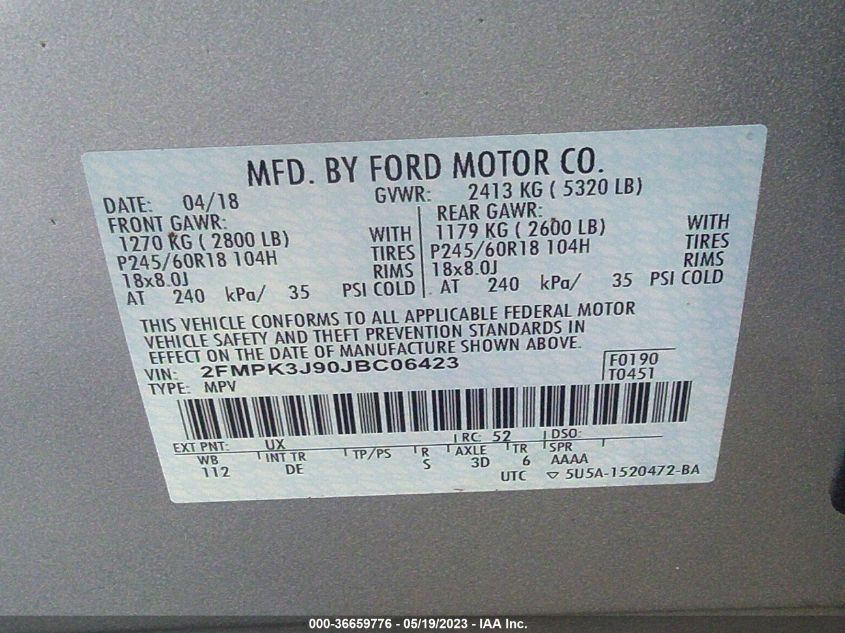 MFD. BY FORD MOTOR CO.
DATE: 04/18 GVWR: 2413 KG ( 5320 LB)
FRONT GAWR: REAR GAWR:
1270 KG ( 2800 LB) WITH 1179 KG ( 2600 LB) WITH
P245/60R18 104H TIRES P245/60R18 104H TIRES
18x8.0J RIMS 18x8.0J RIMS
AT 240 kPa/ 35 PSI COLD AT 240 kPa/ 35 PSI COLD
THIS VEHICLE CONFORMS TO ALL APPLICABLE FEDERAL MOTOR
VEHICLE SAFETY AND THEFT PREVENTION STANDARDS IN
EFFECT ON THE DATE OF MANUFACTURE SHOWN ABOVE.
VIN: 2FMPK3J90JBC06423 F0190
TYPE: MPV T0451
EXT PNT: UX RC: 52 DSO:
WB INT TR TP/PS R AXLE TR SPR
112 DE S 3D 6 AAAA
UTC ▽ 5U5A-1520472-BA
000-36659776 - 05/19/2023 - IAA Inc.